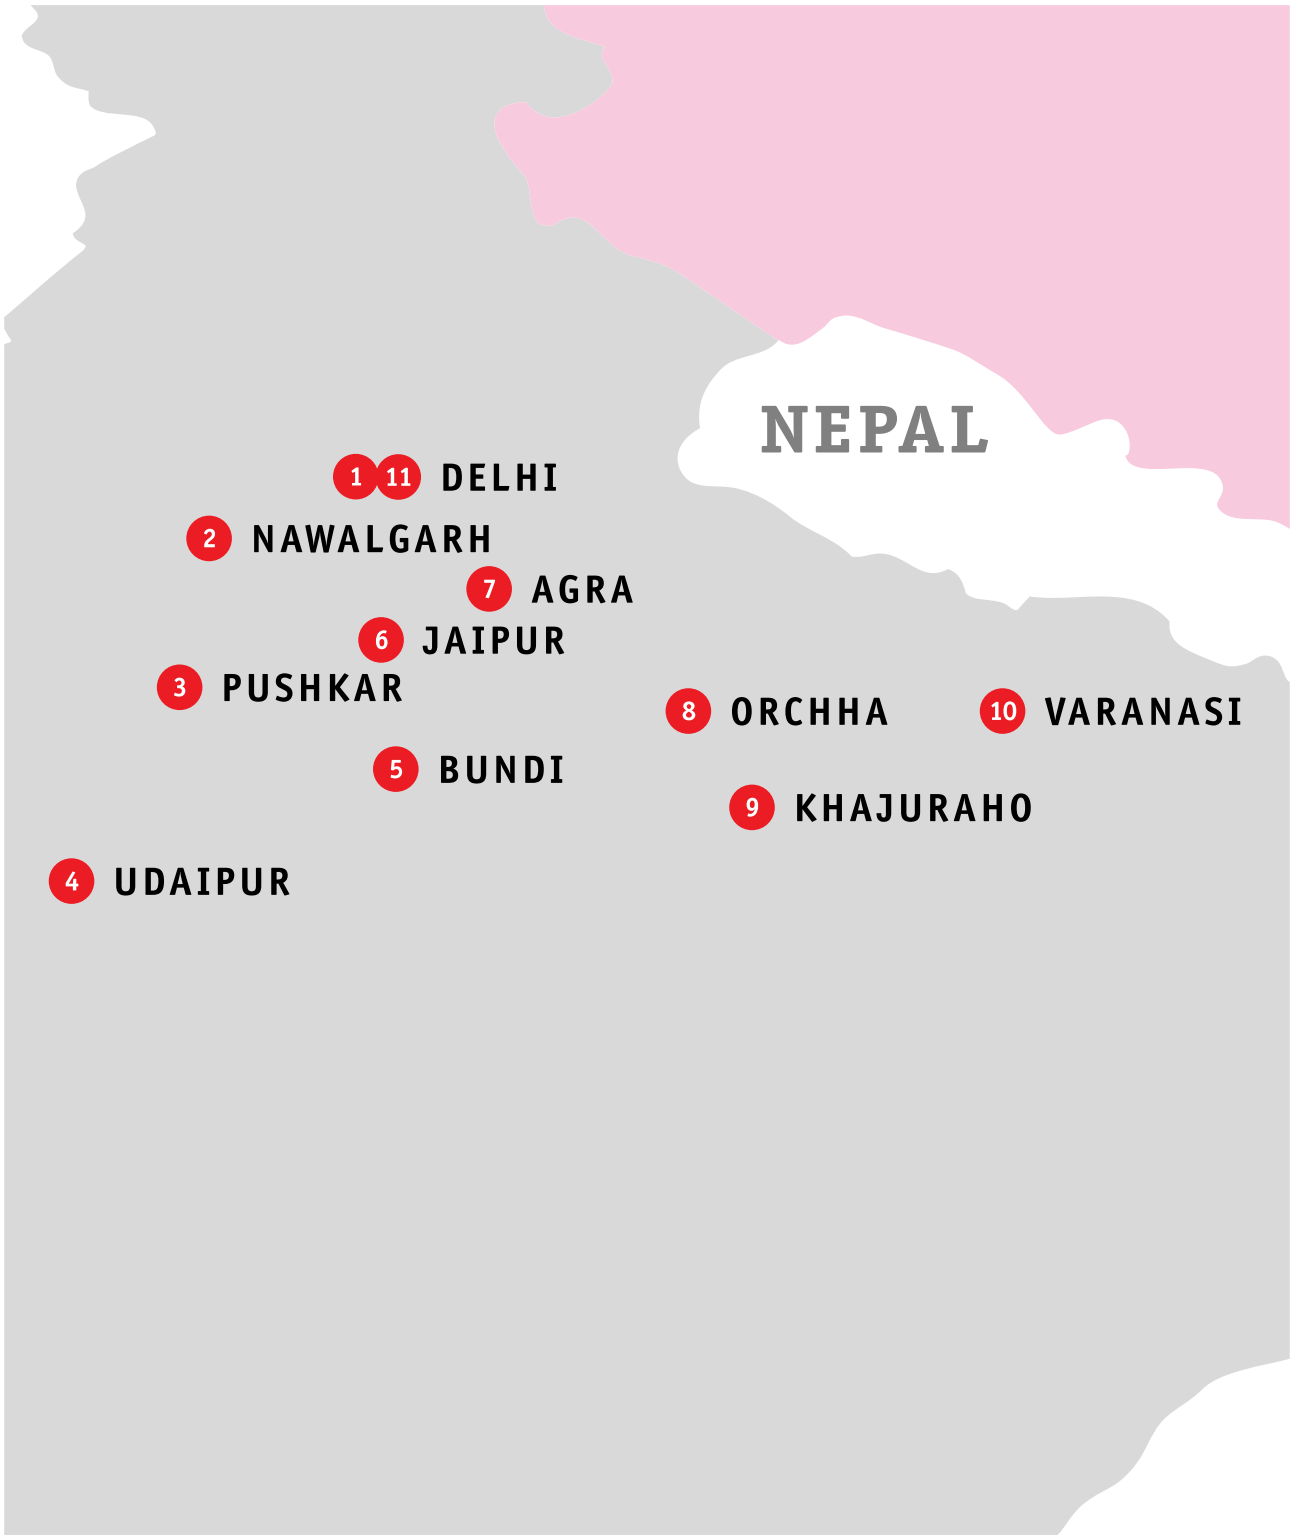 NEPAL
1 11 DELHI
2 NAWALGARH
7 AGRA
6 JAIPUR
3 PUSHKAR
8 ORCHHA
10 VARANASI
5 BUNDI
9 KHAJURAHO
4 UDAIPUR